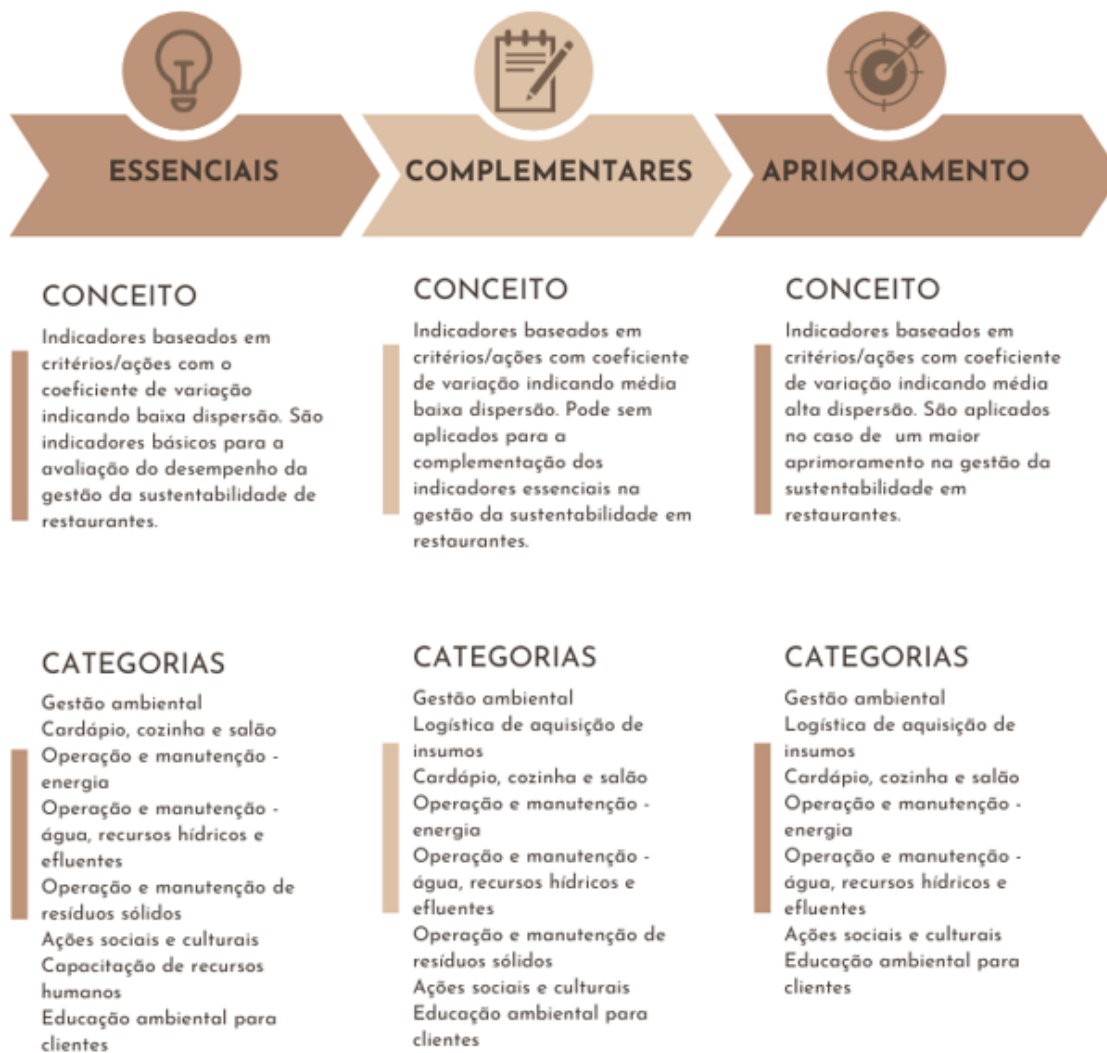 ESSENCIAIS
COMPLEMENTARES
APRIMORAMENTO
CONCEITO
Indicadores baseados em
critérios/ações com o
coeficiente de variação
indicando baixa dispersão. São
indicadores básicos para a
avaliação do desempenho da
gestão da sustentabilidade de
restaurantes.
CONCEITO
Indicadores baseados em
critérios/ações com coeficiente
de variação indicando média
baixa dispersão. Pode sem
aplicados para a
complementação dos
indicadores essenciais na
gestão da sustentabilidade em
restaurantes.
CONCEITO
Indicadores baseados em
critérios/ações com coeficiente
de variação indicando média
alta dispersão. São aplicados
no caso de um maior
aprimoramento na gestão da
sustentabilidade em
restaurantes.
CATEGORIAS
Gestão ambiental
Cardápio, cozinha e salão
Operação e manutenção -
energia
Operação e manutenção -
água, recursos hídricos e
efluentes
Operação e manutenção de
resíduos sólidos
Ações sociais e culturais
Capacitação de recursos
humanos
Educação ambiental para
clientes
CATEGORIAS
Gestão ambiental
Logística de aquisição de
insumos
Cardápio, cozinha e salão
Operação e manutenção -
energia
Operação e manutenção -
água, recursos hídricos e
efluentes
Operação e manutenção de
resíduos sólidos
Ações sociais e culturais
Educação ambiental para
clientes
CATEGORIAS
Gestão ambiental
Logística de aquisição de
insumos
Cardápio, cozinha e salão
Operação e manutenção -
energia
Operação e manutenção -
água, recursos hídricos e
efluentes
Ações sociais e culturais
Educação ambiental para
clientes